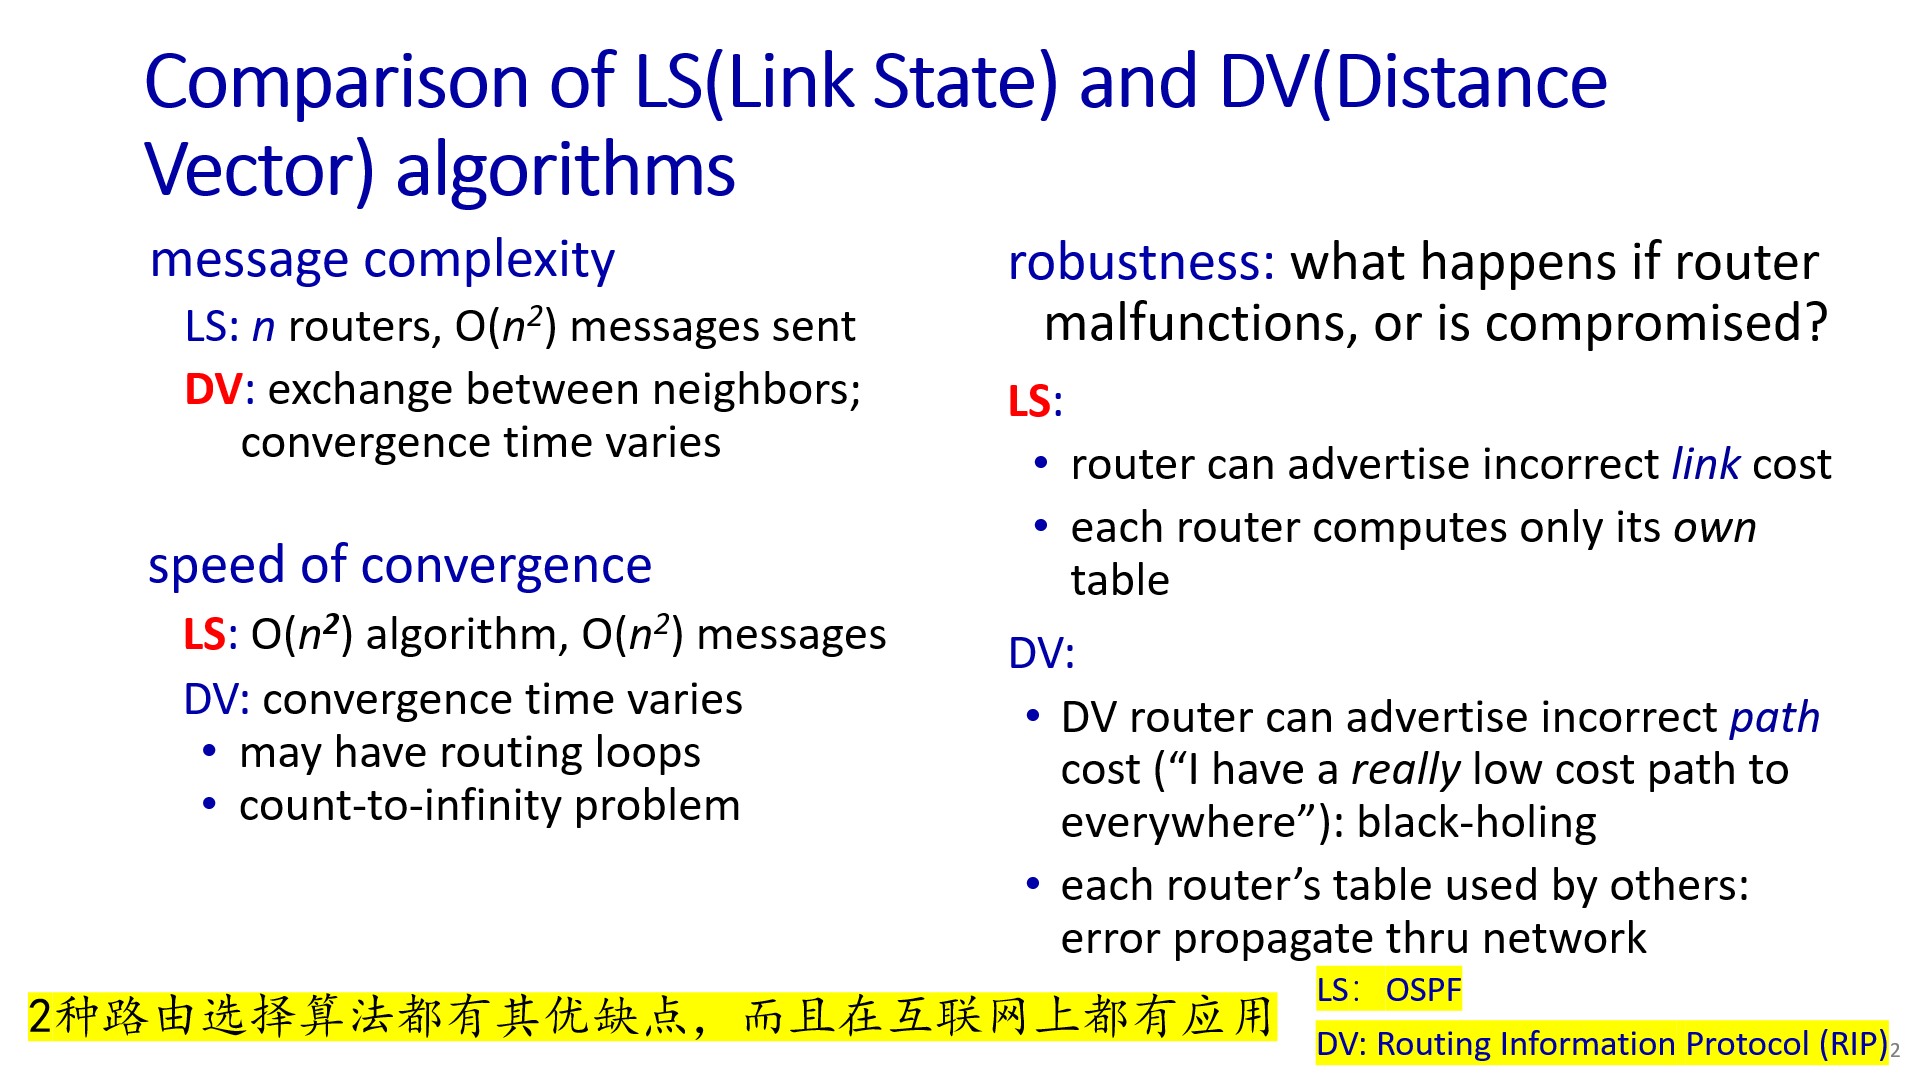 Comparison of LS(Link State) and DV(Distance
Vector) algorithms
message complexity
LS: n routers, O(n²) messages sent
DV: exchange between neighbors;
convergence time varies
speed of convergence
LS: O(n²) algorithm, O(n²) messages
DV: convergence time varies
• may have routing loops
• count-to-infinity problem
robustness: what happens if router
malfunctions, or is compromised?
LS:
• router can advertise incorrect link cost
• each router computes only its own
table
DV:
• DV router can advertise incorrect path
cost (“I have a really low cost path to
everywhere”): black-holing
• each router’s table used by others:
error propagate thru network
2种路由选择算法都有其优缺点，而且在互联网上都有应用
LS： OSPF
DV: Routing Information Protocol (RIP)
2